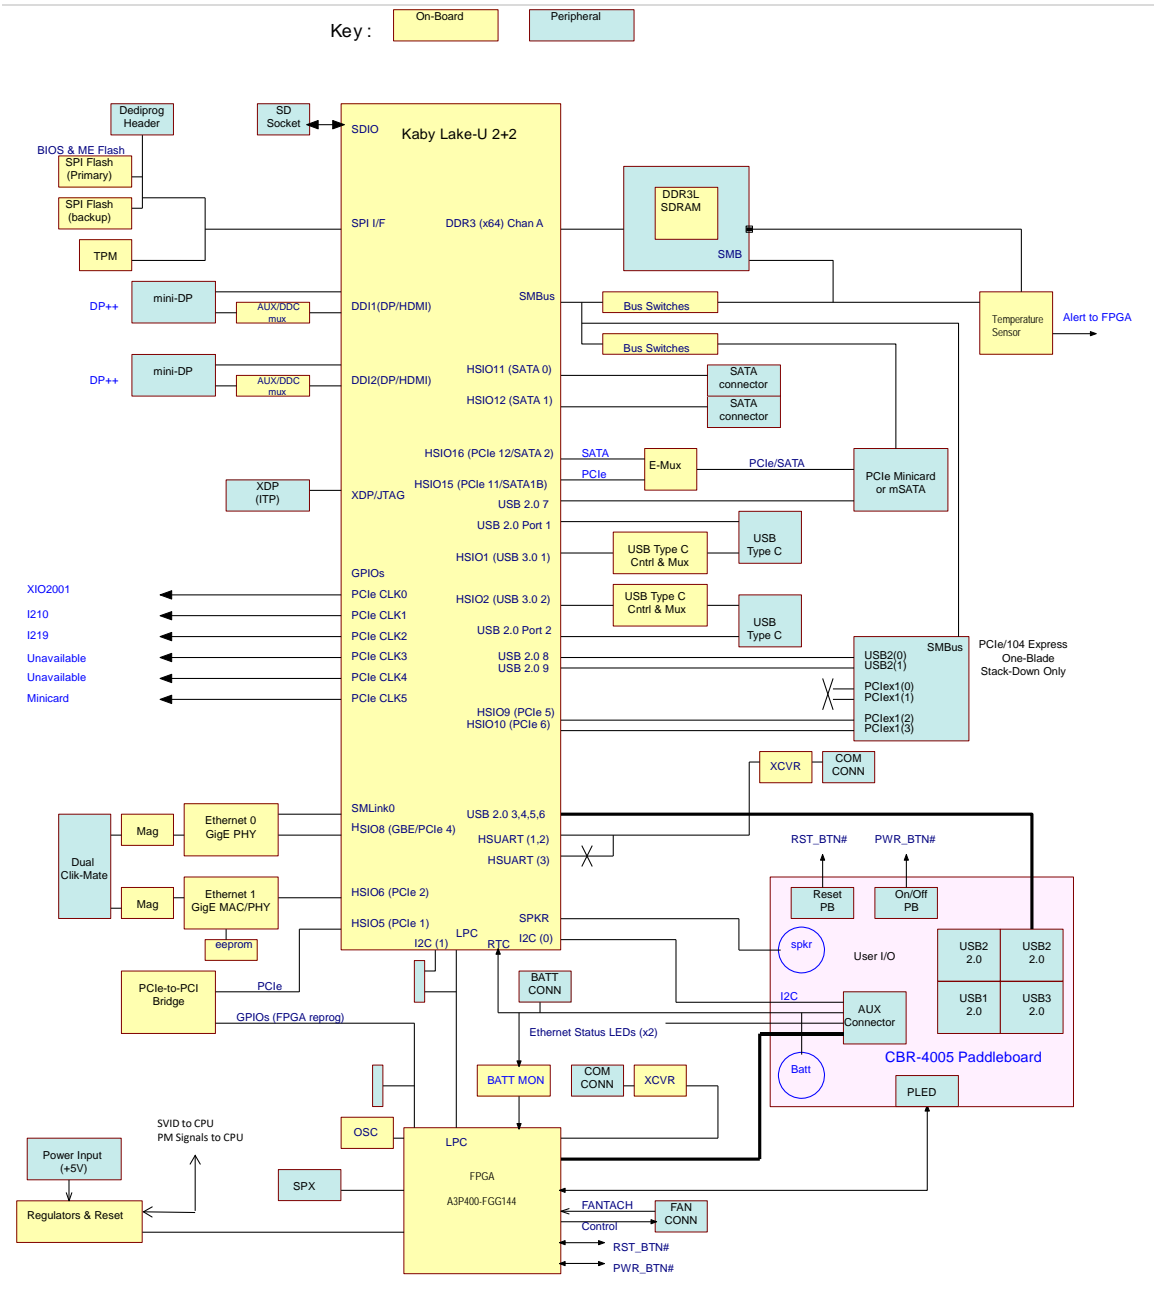 Key :
On-Board
Peripheral
Dediprog
Header
SD
Socket
SDIO
Kaby Lake-U 2+2
BIOS & ME Flash
SPI Flash
(Primary)
SPI Flash
(backup)
TPM
SPI I/F
DDR3 (x64) Chan A
DDR3L
SDRAM
SMB
DP++
mini-DP
AUX/DDC
mux
DDI1(DP/HDMI)
SMBus
Bus Switches
Temperature
Sensor
Alert to FPGA
Bus Switches
DP++
mini-DP
AUX/DDC
mux
DDI2(DP/HDMI)
HSIO11 (SATA 0)
SATA
connector
HSIO12 (SATA 1)
SATA
connector
HSIO16 (PCIe 12/SATA 2)
SATA
E-Mux
PCIe/SATA
PCIe Minicard
or mSATA
HSIO15 (PCIe 11/SATA1B)
PCIe
XDP
(ITP)
XDP/JTAG
USB 2.0 7
USB 2.0 Port 1
USB
Type C
HSIO1 (USB 3.0 1)
USB Type C
Cntrl & Mux
GPIOs
XIO2001
PCIe CLK0
I210
PCIe CLK1
I219
PCIe CLK2
Unavailable
PCIe CLK3
Unavailable
PCIe CLK4
Minicard
PCIe CLK5
HSIO2 (USB 3.0 2)
USB Type C
Cntrl & Mux
USB 2.0 Port 2
USB
Type C
USB 2.0 8
USB 2.0 9
SMBus
USB2(0)
USB2(1)
PCIex1(0)
PCIex1(1)
PCIex1(2)
PCIex1(3)
PCIe/104 Express
One-Blade
Stack-Down Only
HSIO9 (PCIe 5)
HSIO10 (PCIe 6)
XCVR
COM
CONN
SMLink0
USB 2.0 3,4,5,6
Dual
Clik-Mate
Mag
Ethernet 0
GigE PHY
HSIO8 (GBE/PCIe 4)
HSUART (1,2)
HSUART (3)
RST_BTN#
PWR_BTN#
Mag
Ethernet 1
GigE MAC/PHY
eeprom
HSIO6 (PCIe 2)
HSIO5 (PCIe 1)
LPC
I2C (1)
RTC
SPKR
I2C (0)
Reset
PB
On/Off
PB
spkr
User I/O
USB2
2.0
USB2
2.0
USB1
2.0
USB3
2.0
PCIe-to-PCI
Bridge
PCIe
GPIOs (FPGA reprog)
BATT
CONN
I2C
AUX
Connector
Ethernet Status LEDs (x2)
CBR-4005 Paddleboard
Batt
PLED
BATT MON
COM
CONN
XCVR
OSC
SVID to CPU
PM Signals to CPU
Power Input
(+5V)
Regulators & Reset
SPX
LPC
FPGA
A3P400-FGG144
FANTACH
FAN
CONN
Control
RST_BTN#
PWR_BTN#